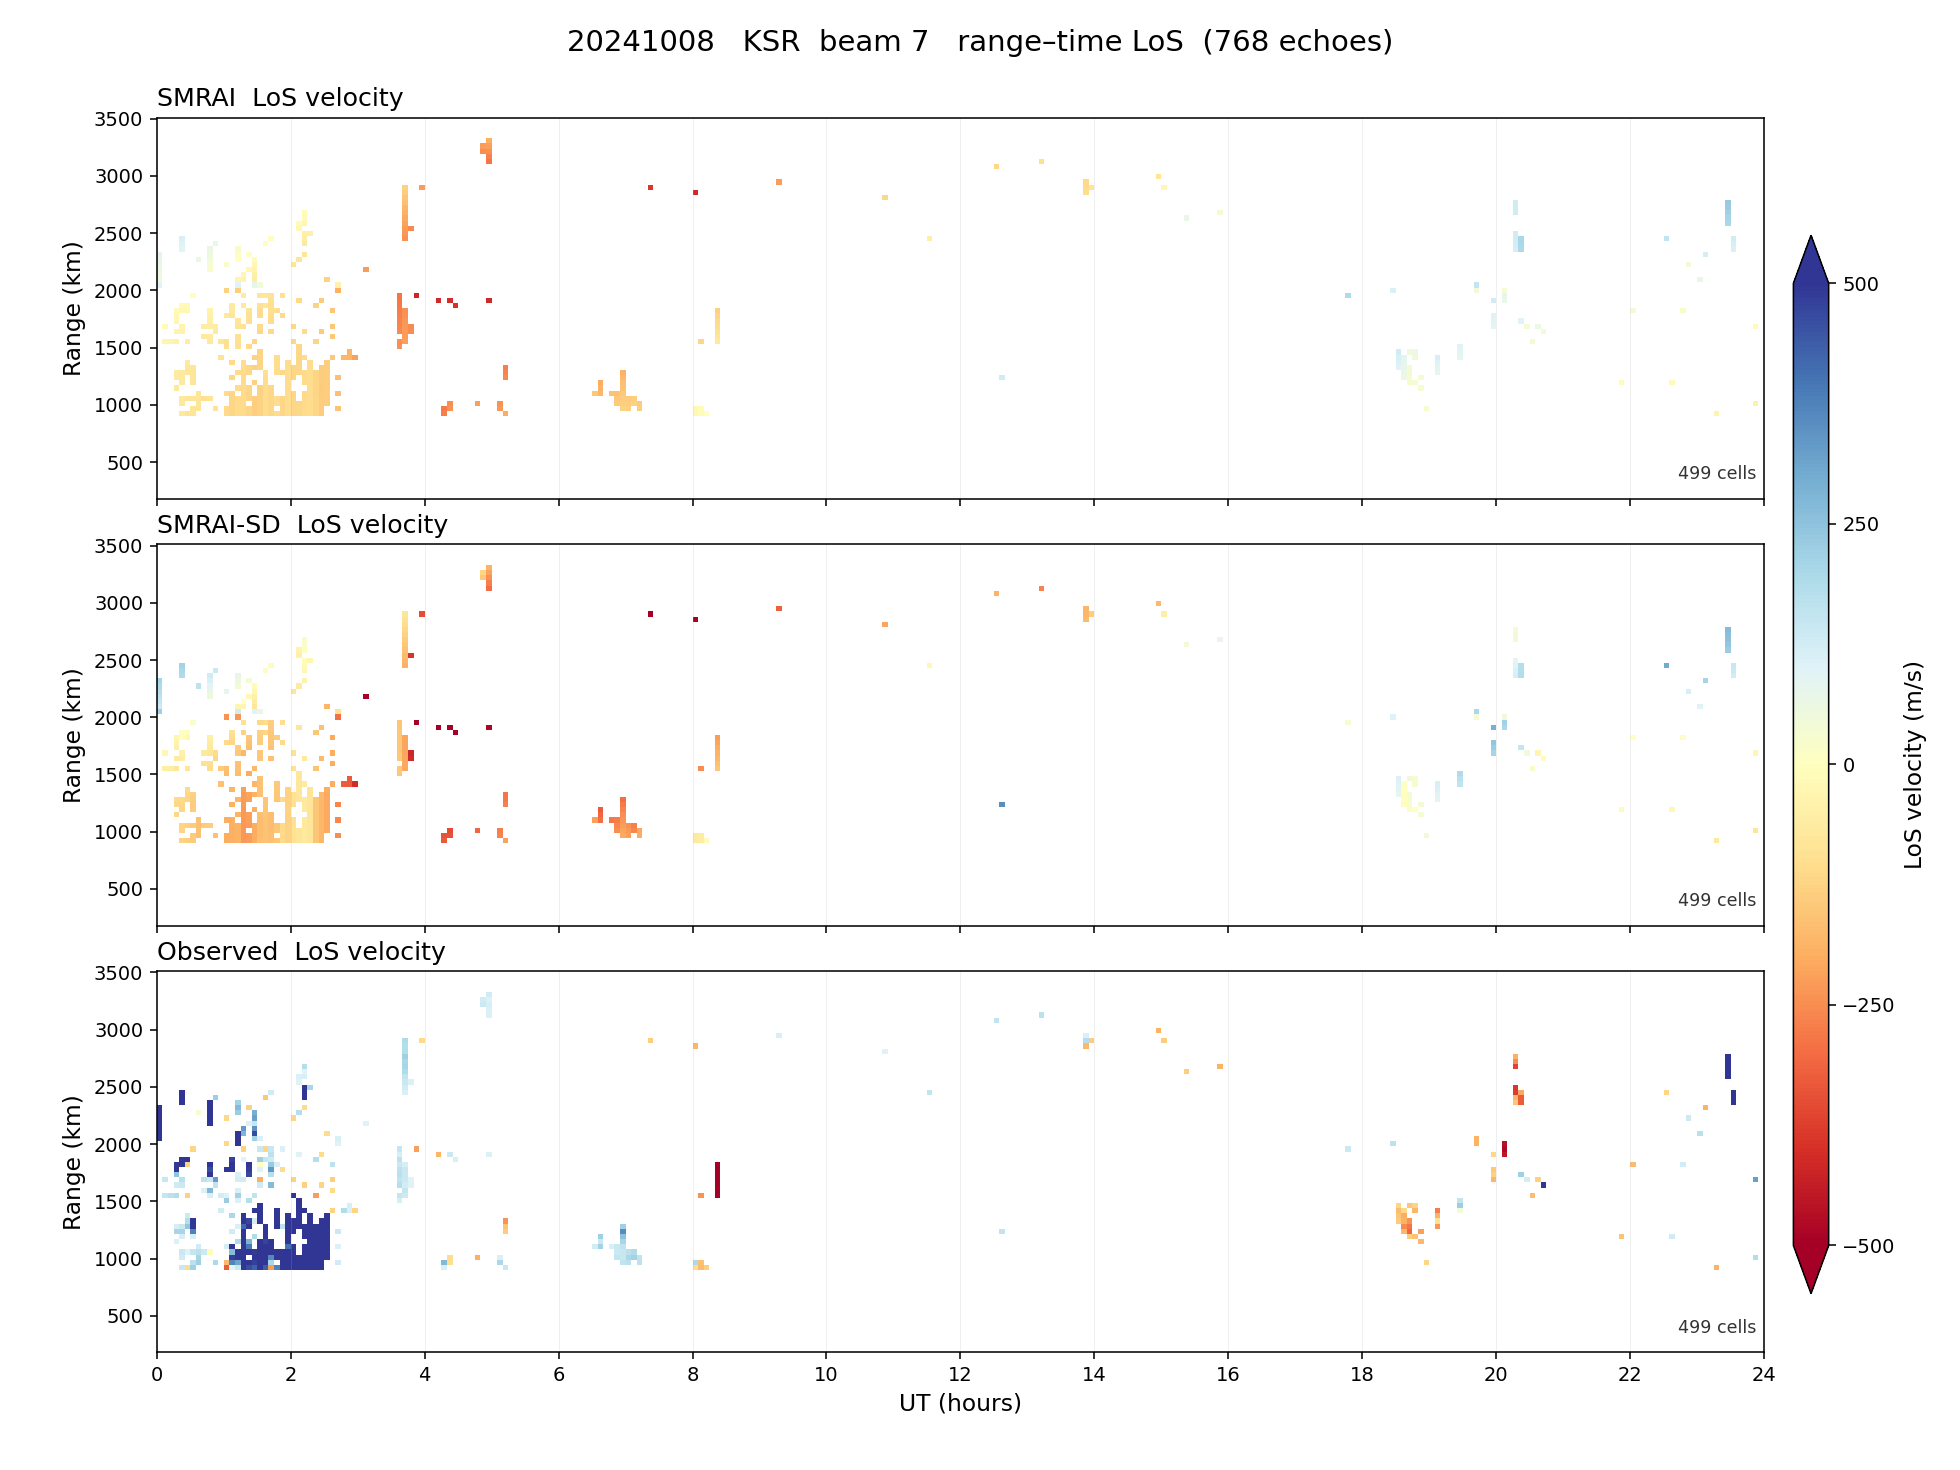 20241008   KSR  beam 7   range–time LoS  (768 echoes)
SMRAI  LoS velocity
3500
3000
2500
2000
1500
1000
500
Range (km)
499 cells
SMRAI-SD  LoS velocity
3500
3000
2500
2000
1500
1000
500
Range (km)
499 cells
Observed  LoS velocity
3500
3000
2500
2000
1500
1000
500
Range (km)
499 cells
0 2 4 6 8 10 12 14 16 18 20 22 24
UT (hours)
500
250
0
−250
−500
LoS velocity (m/s)